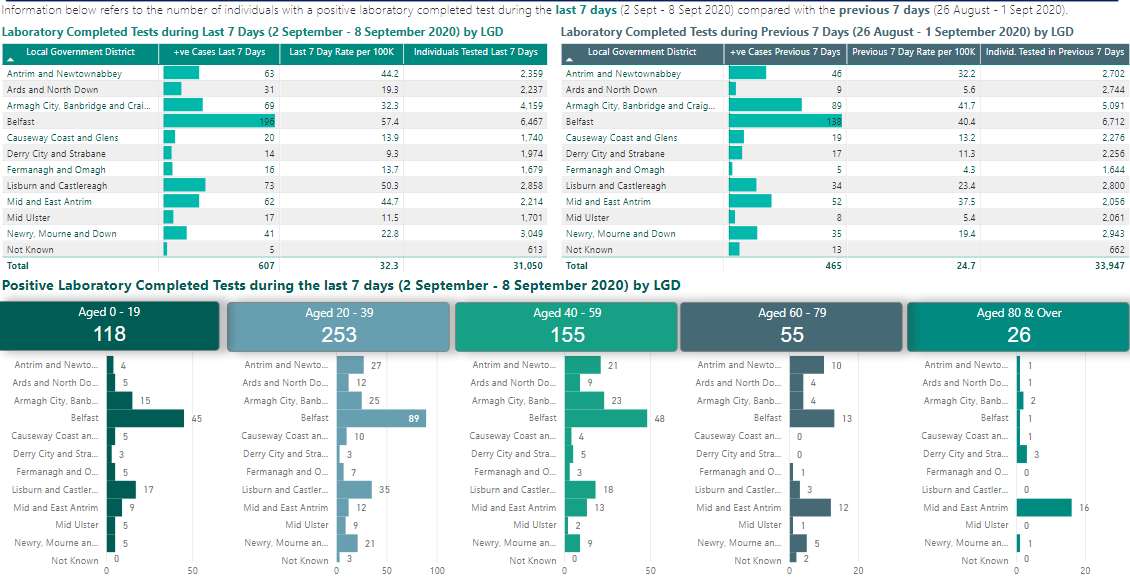 Information below refers to the number of individuals with a positive laboratory completed test during the last 7 days (2 Sept - 8 Sept 2020) compared with the previous 7 days (26 August - 1 Sept 2020).
Laboratory Completed Tests during Last 7 Days (2 September - 8 September 2020) by LGD
Local Government District +ve Cases Last 7 Days Last 7 Day Rate per 100K Individuals Tested Last 7 Days
Antrim and Newtownabbey 63 44.2 2,359
Ards and North Down 31 19.3 2,237
Armagh City, Banbridge and Crai... 69 32.3 4,159
Belfast 196 57.4 6,467
Causeway Coast and Glens 20 13.9 1,740
Derry City and Strabane 14 9.3 1,974
Fermanagh and Omagh 16 13.7 1,679
Lisburn and Castlereagh 73 50.3 2,858
Mid and East Antrim 62 44.7 2,214
Mid Ulster 17 11.5 1,701
Newry, Mourne and Down 41 22.8 3,049
Not Known 5 613
Total 607 32.3 31,050
Laboratory Completed Tests during Previous 7 Days (26 August - 1 September 2020) by LGD
Local Government District +ve Cases Previous 7 Days Previous 7 Day Rate per 100K Individ. Tested in Previous 7 Days
Antrim and Newtownabbey 46 32.2 2,702
Ards and North Down 9 5.6 2,744
Armagh City, Banbridge and Craig... 89 41.7 5,091
Belfast 138 40.4 6,712
Causeway Coast and Glens 19 13.2 2,276
Derry City and Strabane 17 11.3 2,256
Fermanagh and Omagh 5 4.3 1,644
Lisburn and Castlereagh 34 23.4 2,800
Mid and East Antrim 52 37.5 2,056
Mid Ulster 8 5.4 2,061
Newry, Mourne and Down 35 19.4 2,943
Not Known 13 662
Total 465 24.7 33,947
Positive Laboratory Completed Tests during the last 7 days (2 September - 8 September 2020) by LGD
Aged 0 - 19
118
Antrim and Newto... 4
Ards and North Do... 5
Armagh City, Banb... 15
Belfast 45
Causeway Coast an... 5
Derry City and Stra... 3
Fermanagh and O... 5
Lisburn and Castler... 17
Mid and East Antrim 9
Mid Ulster 5
Newry, Mourne an... 5
Not Known 0
0 50
Aged 20 - 39
253
Antrim and Newto... 27
Ards and North Do... 12
Armagh City, Banb... 25
Belfast 89
Causeway Coast an... 10
Derry City and Stra... 3
Fermanagh and O... 7
Lisburn and Castler... 35
Mid and East Antrim 12
Mid Ulster 9
Newry, Mourne an... 21
Not Known 3
0 50 100
Aged 40 - 59
155
Antrim and Newto... 21
Ards and North Do... 9
Armagh City, Banb... 23
Belfast 48
Causeway Coast an... 4
Derry City and Stra... 5
Fermanagh and O... 3
Lisburn and Castler... 18
Mid and East Antrim 13
Mid Ulster 2
Newry, Mourne an... 9
Not Known 0
0 50
Aged 60 - 79
55
Antrim and Newto... 10
Ards and North Do... 4
Armagh City, Banb... 4
Belfast 13
Causeway Coast an... 0
Derry City and Stra... 0
Fermanagh and O... 1
Lisburn and Castler... 3
Mid and East Antrim 12
Mid Ulster 1
Newry, Mourne an... 5
Not Known 2
0 20
Aged 80 & Over
26
Antrim and Newto... 1
Ards and North Do... 1
Armagh City, Banb... 2
Belfast 1
Causeway Coast an... 1
Derry City and Stra... 3
Fermanagh and O... 0
Lisburn and Castler... 0
Mid and East Antrim 16
Mid Ulster 0
Newry, Mourne an... 1
Not Known 0
0 20